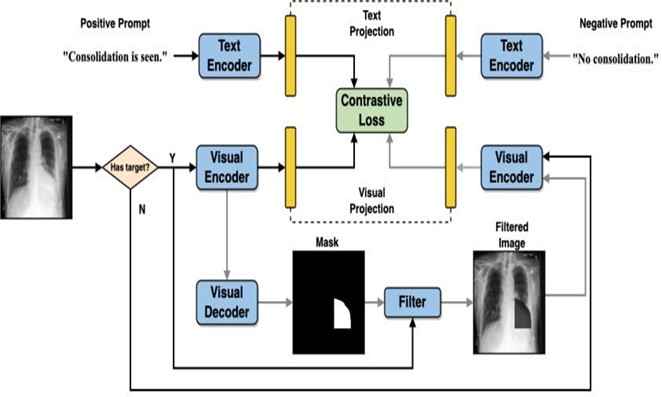 Positive Prompt
"Consolidation is seen."
Text
Encoder
Text
Projection
Contrastive
Loss
Text
Encoder
Negative Prompt
"No consolidation."
Has target?
Y
N
Visual
Encoder
Visual
Projection
Visual
Encoder
Visual
Decoder
Mask
Filter
Filtered
Image